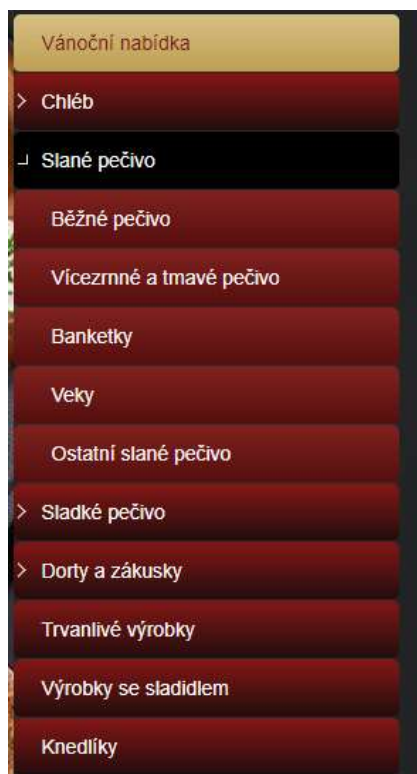 Vánoční nabídka
Chléb
Slané pečivo
Běžné pečivo
Vícezrnné a tmavé pečivo
Banketky
Veky
Ostatní slané pečivo
Sladké pečivo
Dorty a zákusky
Trvanlivé výrobky
Výrobky se sladidlem
Knedlíky